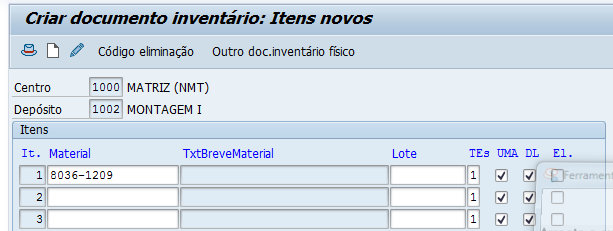 Criar documento inventário: Itens novos
Código eliminação Outro doc.inventário físico
Centro 1000 MATRIZ (NMT)
Depósito 1002 MONTAGEM I
Itens
It. Material TxtBreveMaterial Lote TEs UMA DL El.
1 8036-1209 1 Ferrament
2 1
3 1